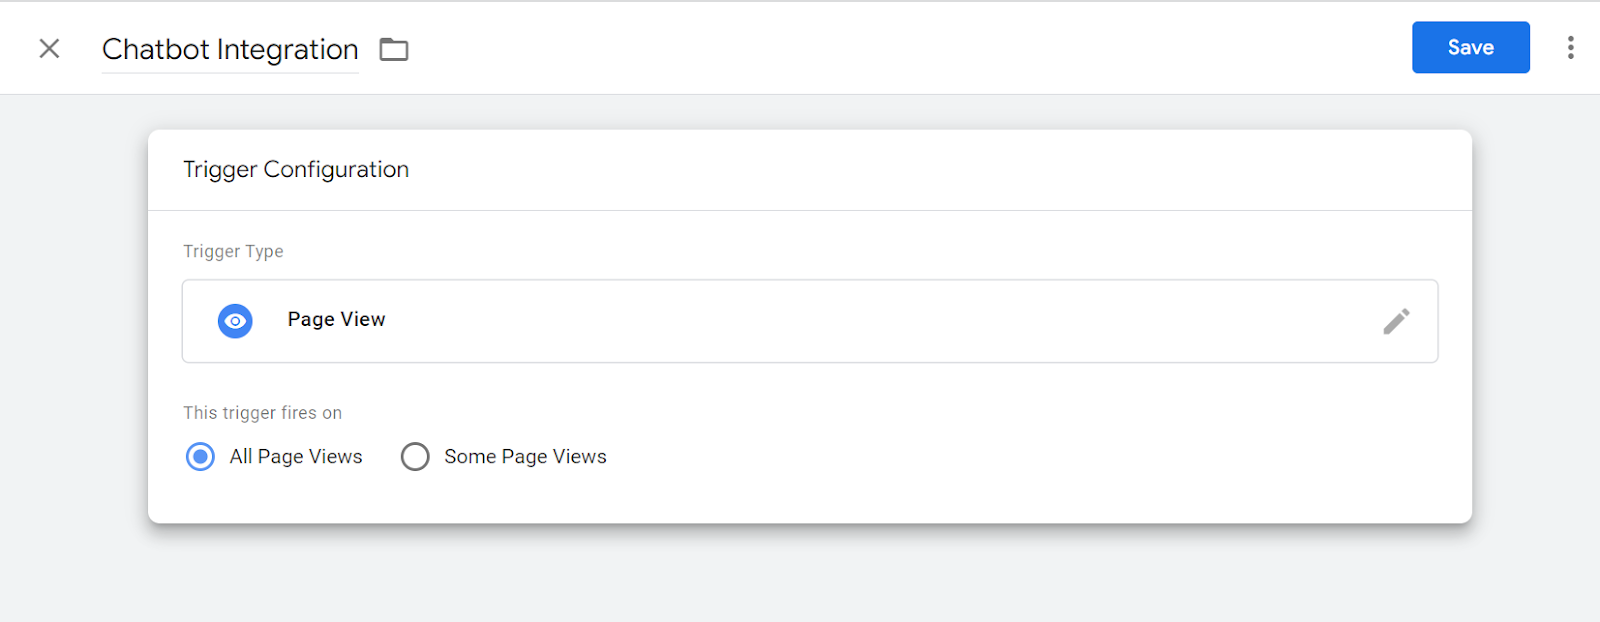 Chatbot Integration
Save
Trigger Configuration
Trigger Type
Page View
This trigger fires on
All Page Views Some Page Views